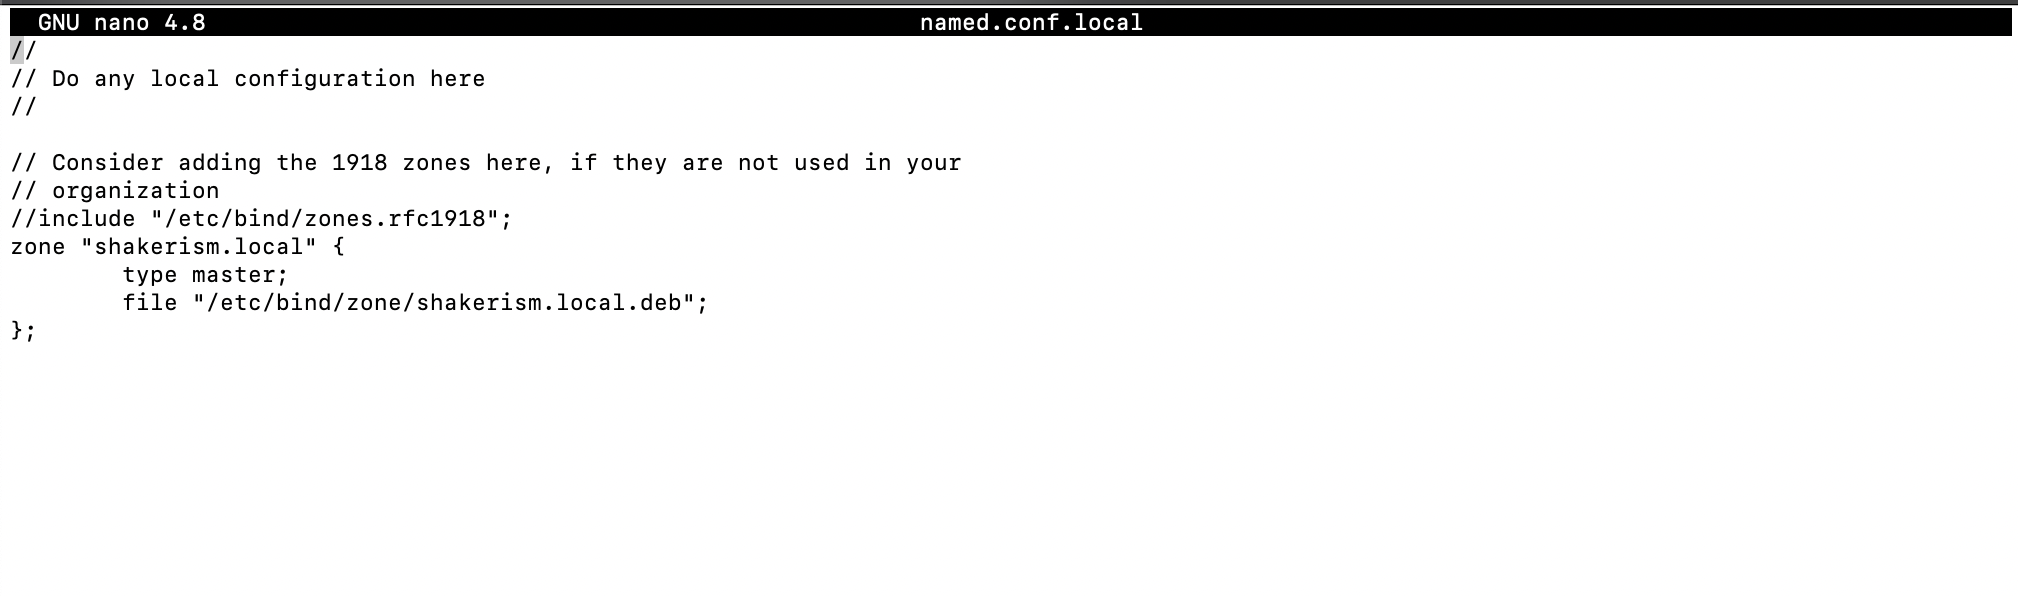 GNU nano 4.8 named.conf.local
//
// Do any local configuration here
//
// Consider adding the 1918 zones here, if they are not used in your
// organization
//include "/etc/bind/zones.rfc1918";
zone "shakerism.local" {
        type master;
        file "/etc/bind/zone/shakerism.local.deb";
};